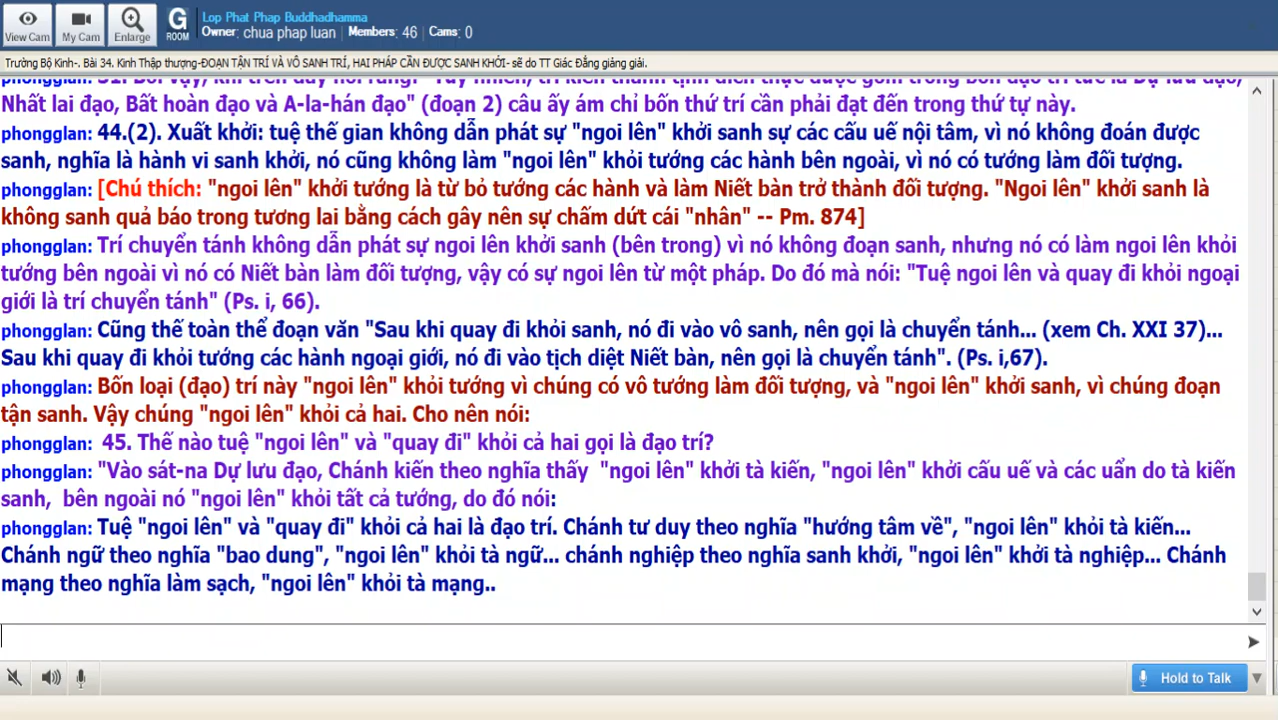 Lop Phat Phap Buddhadhamma
Owner: chua phap luan | Members: 46 | Cams: 0
View Cam
My Cam
Enlarge
G
ROOM
Trường Bộ Kinh-. Bài 34. Kinh Thập thượng-ĐOẠN TẬN TRÍ VÀ VÔ SANH TRÍ, HAI PHÁP CẦN ĐƯỢC SANH KHỞI- sẽ do TT Giác Đẳng giảng giải.
Nhất lai đạo, Bất hoàn đạo và A-la-hán đạo" (đoạn 2) câu ấy ám chỉ bốn thứ trí cần phải đạt đến trong thứ tự này.
phongglan: 44.(2). Xuất khởi: tuệ thế gian không dẫn phát sự "ngoi lên" khởi sanh sự các cấu uế nội tâm, vì nó không đoán được
sanh, nghĩa là hành vi sanh khởi, nó cũng không làm "ngoi lên" khỏi tướng các hành bên ngoài, vì nó có tướng làm đối tượng.
phongglan: [Chú thích: "ngoi lên" khởi tướng là từ bỏ tướng các hành và làm Niết bàn trở thành đối tượng. "Ngoi lên" khởi sanh là
không sanh quả báo trong tương lai bằng cách gây nên sự chấm dứt cái "nhân" -- Pm. 874]
phongglan: Trí chuyển tánh không dẫn phát sự ngoi lên khởi sanh (bên trong) vì nó không đoạn sanh, nhưng nó có làm ngoi lên khỏi
tướng bên ngoài vì nó có Niết bàn làm đối tượng, vậy có sự ngoi lên từ một pháp. Do đó mà nói: "Tuệ ngoi lên và quay đi khỏi ngoại
giới là trí chuyển tánh" (Ps. i, 66).
phongglan: Cũng thế toàn thể đoạn văn "Sau khi quay đi khỏi sanh, nó đi vào vô sanh, nên gọi là chuyển tánh... (xem Ch. XXI 37)...
Sau khi quay đi khỏi tướng các hành ngoại giới, nó đi vào tịch diệt Niết bàn, nên gọi là chuyển tánh". (Ps. i,67).
phongglan: Bốn loại (đạo) trí này "ngoi lên" khỏi tướng vì chúng có vô tướng làm đối tượng, và "ngoi lên" khởi sanh, vì chúng đoạn
tận sanh. Vậy chúng "ngoi lên" khỏi cả hai. Cho nên nói:
phongglan: 45. Thế nào tuệ "ngoi lên" và "quay đi" khỏi cả hai gọi là đạo trí?
phongglan: "Vào sát-na Dự lưu đạo, Chánh kiến theo nghĩa thấy "ngoi lên" khởi tà kiến, "ngoi lên" khởi cấu uế và các uẩn do tà kiến
sanh, bên ngoài nó "ngoi lên" khỏi tất cả tướng, do đó nói:
phongglan: Tuệ "ngoi lên" và "quay đi" khỏi cả hai là đạo trí. Chánh tư duy theo nghĩa "hướng tâm về", "ngoi lên" khỏi tà kiến...
Chánh ngữ theo nghĩa "bao dung", "ngoi lên" khỏi tà ngữ... chánh nghiệp theo nghĩa sanh khởi, "ngoi lên" khởi tà nghiệp... Chánh
mạng theo nghĩa làm sạch, "ngoi lên" khỏi tà mạng..
Hold to Talk